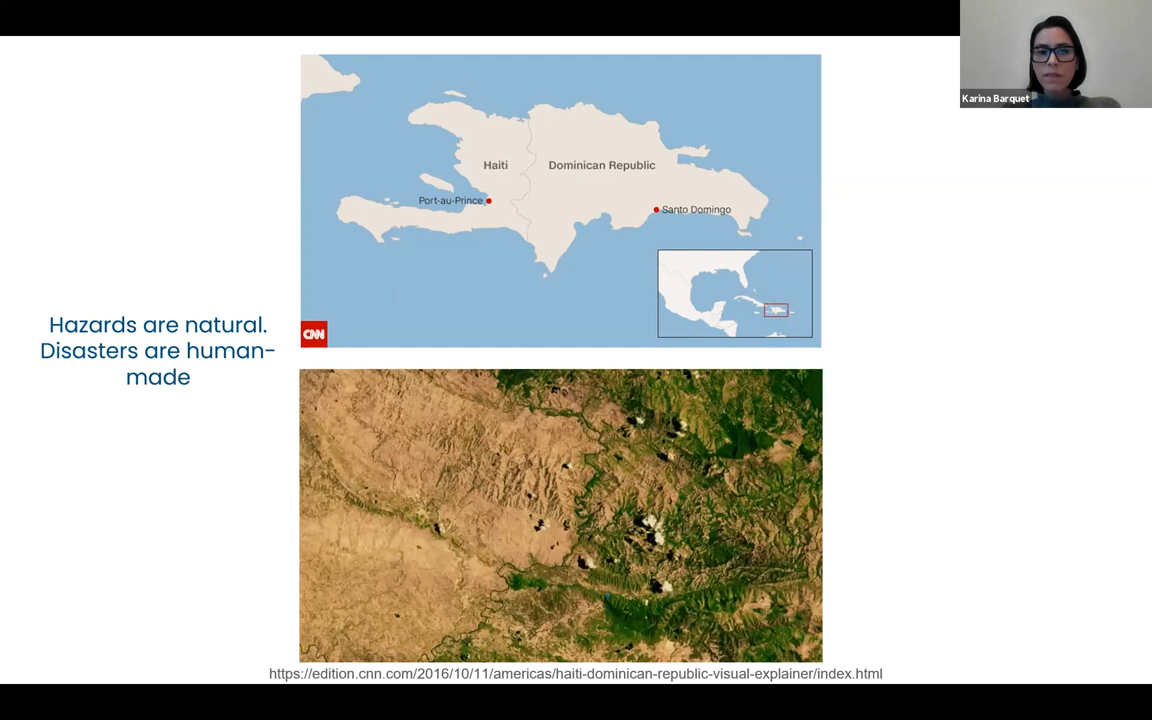 Karina Barquet
Haiti
Dominican Republic
Port-au-Prince
Santo Domingo
CNN
Hazards are natural.
Disasters are human-
made
https://edition.cnn.com/2016/10/11/americas/haiti-dominican-republic-visual-explainer/index.html